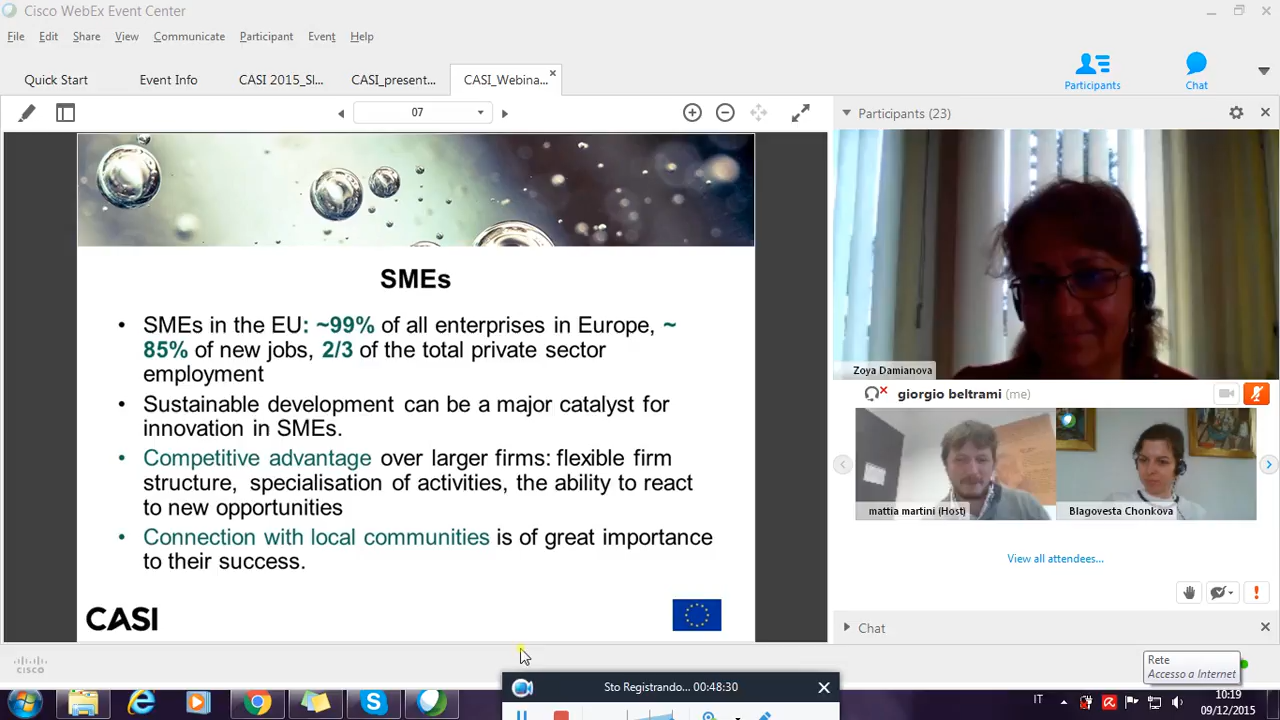 Cisco WebEx Event Center
File Edit Share View Communicate Participant Event Help
Quick Start Event Info CASI 2015_Sl... CASI_present... CASI_Webina...
Participants Chat
07
Participants (23)
SMEs
• SMEs in the EU: ~99% of all enterprises in Europe, ~
85% of new jobs, 2/3 of the total private sector
employment
• Sustainable development can be a major catalyst for
innovation in SMEs.
• Competitive advantage over larger firms: flexible firm
structure, specialisation of activities, the ability to react
to new opportunities
• Connection with local communities is of great importance
to their success.
CASI
Zoya Damianova
giorgio beltrami (me)
mattia martini (Host)
Blagovesta Chonkova
View all attendees...
Chat
cisco
Rete
Accesso a Internet
Sto Registrando... 00:48:30
IT
10:19
09/12/2015